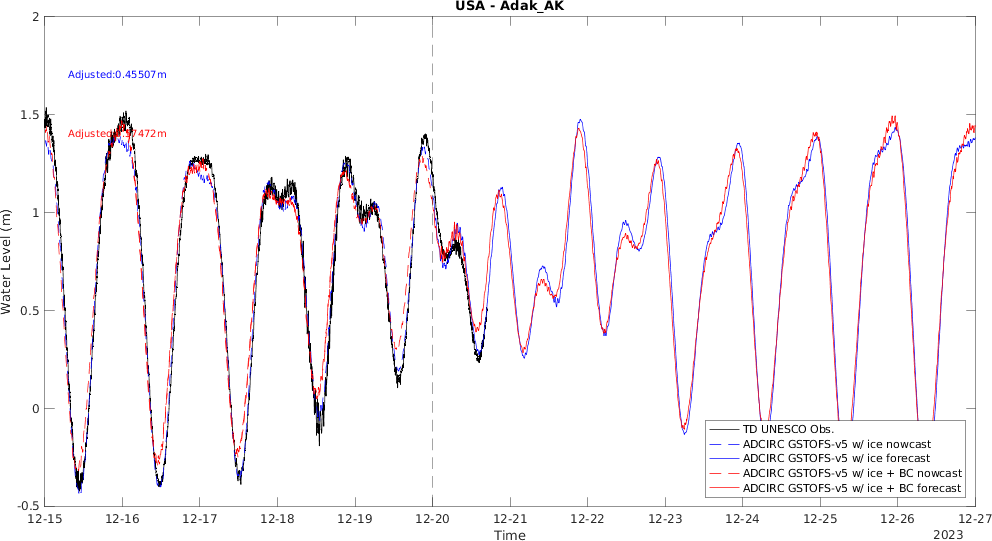 USA - Adak_AK
2
1.5
1
0.5
0
-0.5
Water Level (m)
Adjusted:0.45507m
Adjusted:
74472m
12-15
12-16
12-17
12-18
12-19
12-20
12-21
12-22
12-23
12-24
12-25
12-26
12-27
Time
2023
TD UNESCO Obs.
ADCIRC GSTOFS-v5 w/ ice nowcast
ADCIRC GSTOFS-v5 w/ ice forecast
ADCIRC GSTOFS-v5 w/ ice + BC nowcast
ADCIRC GSTOFS-v5 w/ ice + BC forecast